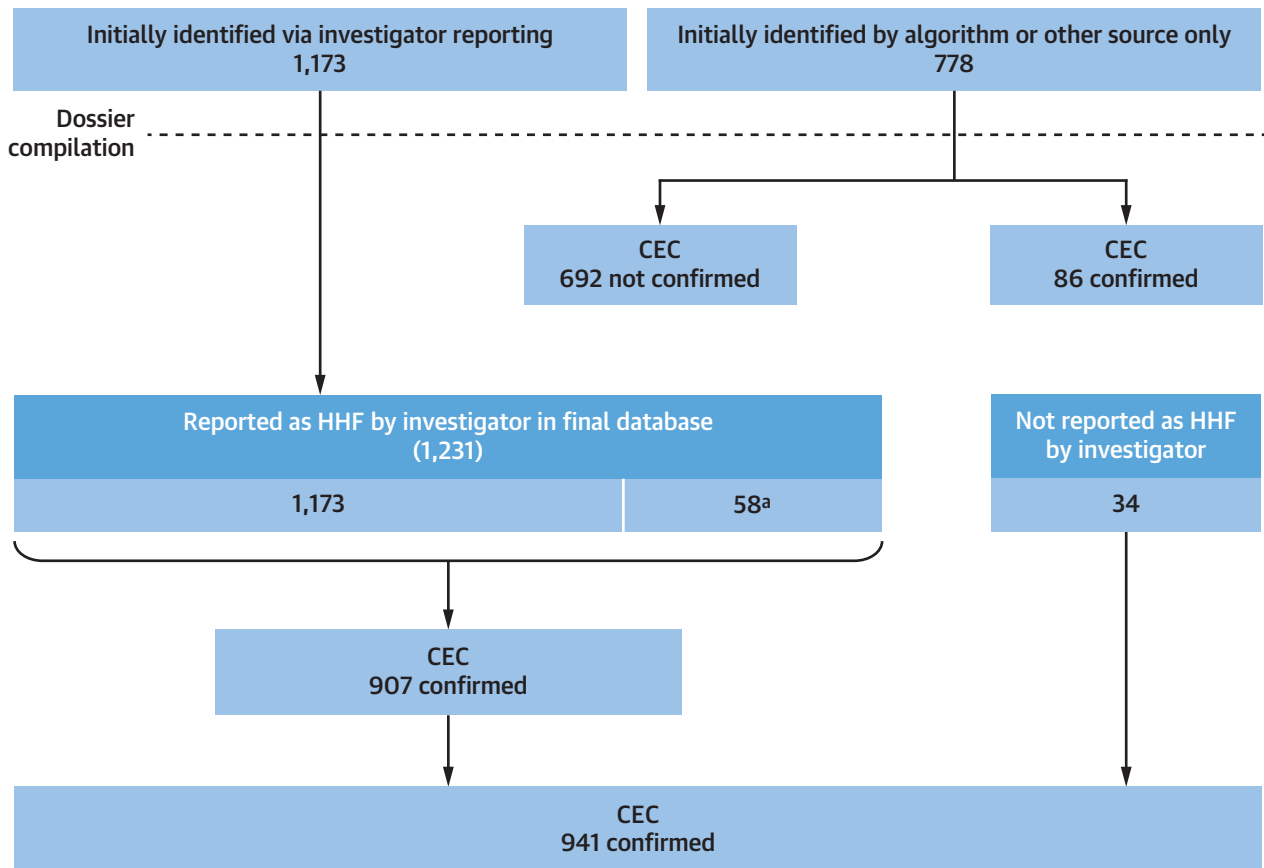 Initially identified via investigator reporting
1,173
Initially identified by algorithm or other source only
778
Dossier
compilation
CEC
692 not confirmed
CEC
86 confirmed
Reported as HHF by investigator in final database
(1,231)
Not reported as HHF
by investigator
1,173
58ᵃ
34
CEC
907 confirmed
CEC
941 confirmed